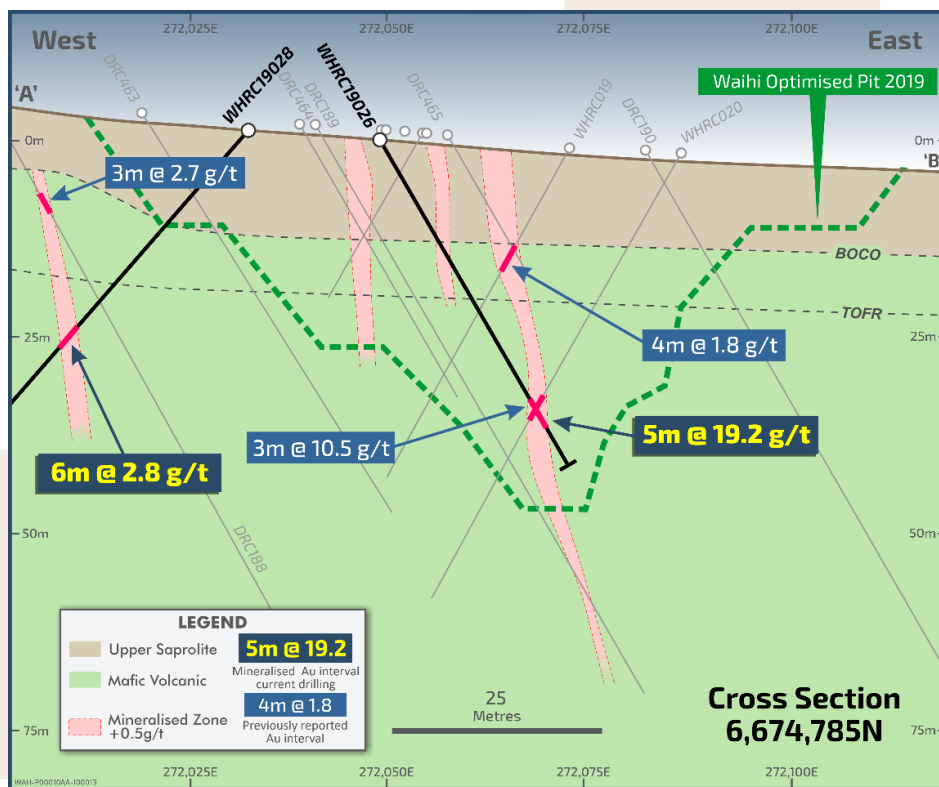 272,025E
272,050E
272,075E
272,100E
West
East
'A'
'B
WHRC19028
WHRC19026
DRC463
DRC464
DRC189
DRC465
WHRC019
DRC190
WHRC020
Waihi Optimised Pit 2019
0m
0m
3m @ 2.7 g/t
BOCO
TOFR
25m
25m
4m @ 1.8 g/t
5m @ 19.2 g/t
3m @ 10.5 g/t
6m @ 2.8 g/t
50m
50m
DRC188
LEGEND
Upper Saprolite
Mafic Volcanic
Mineralised Zone
+0.5g/t
5m @ 19.2
Mineralised Au interval
current drilling
4m @ 1.8
Previously reported
Au interval
25
Metres
Cross Section
6,674,785N
75m
75m
272,025E
272,050E
272,075E
272,100E
WAH-P00010AA-J00013